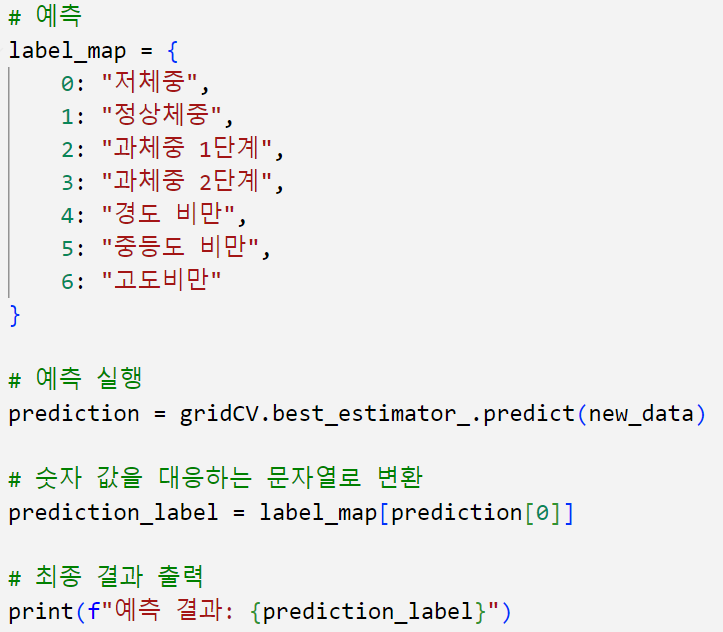 # 예측
label_map = {
    0: "저체중",
    1: "정상체중",
    2: "과체중 1단계",
    3: "과체중 2단계",
    4: "경도 비만",
    5: "중등도 비만",
    6: "고도비만"
}
# 예측 실행
prediction = gridCV.best_estimator_.predict(new_data)
# 숫자 값을 대응하는 문자열로 변환
prediction_label = label_map[prediction[0]]
# 최종 결과 출력
print(f"예측 결과: {prediction_label}")